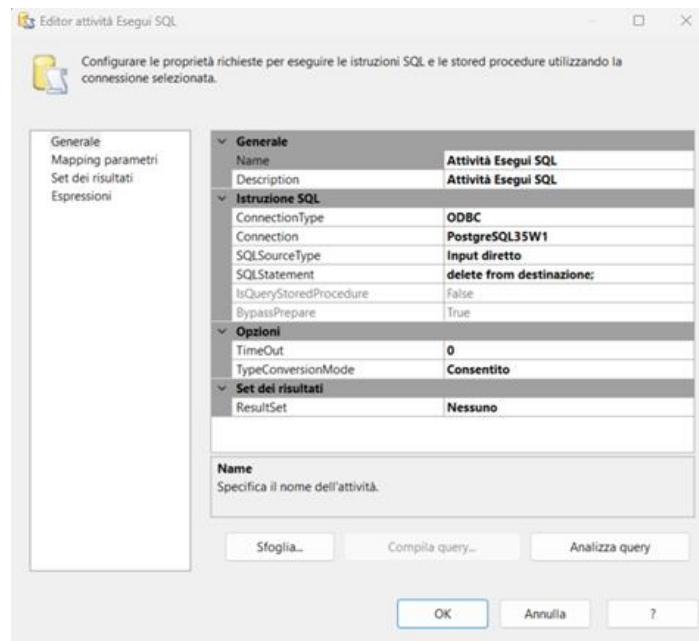 Editor attività Esegui SQL
Configurare le proprietà richieste per eseguire le istruzioni SQL e le stored procedure utilizzando la
connessione selezionata.
Generale
Mapping parametri
Set dei risultati
Espressioni
Generale
Name Attività Esegui SQL
Description Attività Esegui SQL
Istruzione SQL
ConnectionType ODBC
Connection PostgreSQL35W1
SQLSourceType Input diretto
SQLStatement delete from destinazione;
IsQueryStoredProcedure False
BypassPrepare True
Opzioni
TimeOut 0
TypeConversionMode Consentito
Set dei risultati
ResultSet Nessuno
Name
Specifica il nome dell'attività.
Sfoglia... Compila query... Analizza query
OK Annulla ?